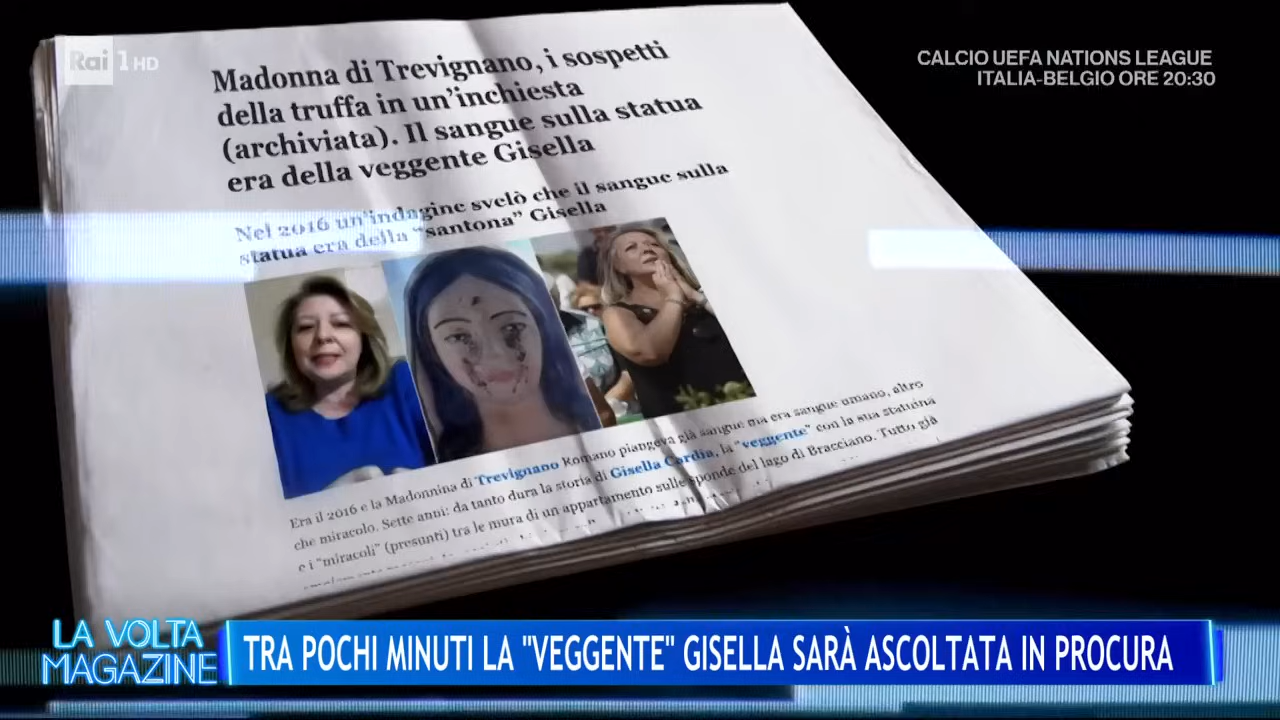 Rai 1 HD
CALCIO UEFA NATIONS LEAGUE
ITALIA-BELGIO ORE 20:30
Madonna di Trevignano, i sospetti
della truffa in un'inchiesta
(archiviata). Il sangue sulla statua
era della veggente Gisella
Nel 2016 un'indagine svelò che il sangue sulla
statua era della "santona" Gisella
Era il 2016 e la Madonnina di Trevignano Romano piangeva già sangue ma era sangue umano, altro
che miracolo. Sette anni: da tanto dura la storia di Gisella Cardia, la "veggente" con la sua statuina
e i "miracoli" (presunti) tra le mura di un appartamento sulle sponde del lago di Bracciano. Tutto già
LA VOLTA
MAGAZINE
TRA POCHI MINUTI LA "VEGGENTE" GISELLA SARÀ ASCOLTATA IN PROCURA